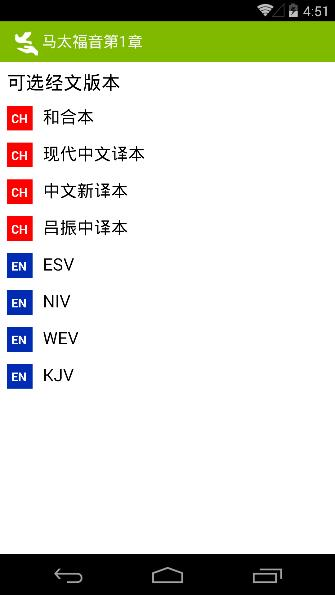 4:51
马太福音第1章
可选经文版本
CH 和合本
CH 现代中文译本
CH 中文新译本
CH 吕振中译本
EN ESV
EN NIV
EN WEV
EN KJV